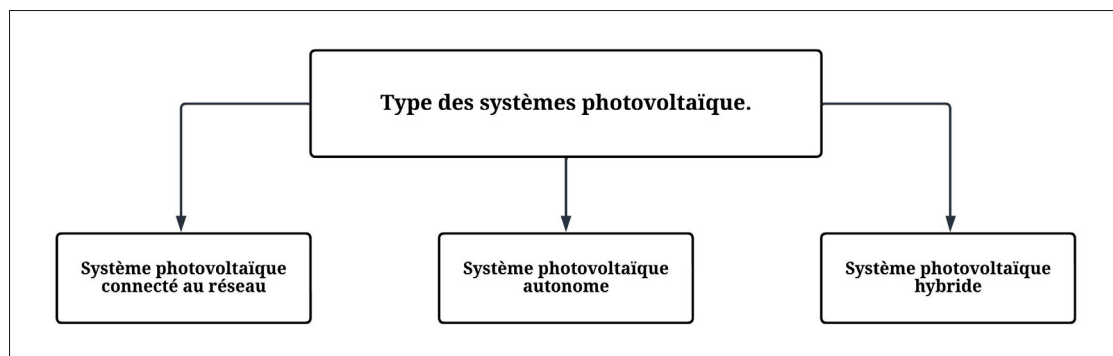 Type des systèmes photovoltaïque.
Système photovoltaïque
connecté au réseau
Système photovoltaïque
autonome
Système photovoltaïque
hybride